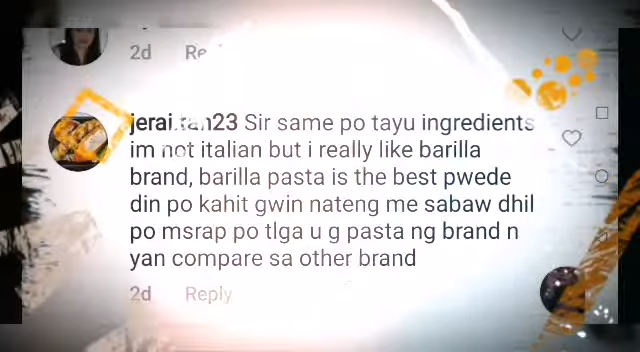 2d
Sir same po tayu ingredients
im not italian but i really like barilla
brand, barilla pasta is the best pwede
din po kahit gwin nateng me sabaw dhil
po msrap po tlga u g pasta ng brand n
yan compare sa other brand
2d Reply